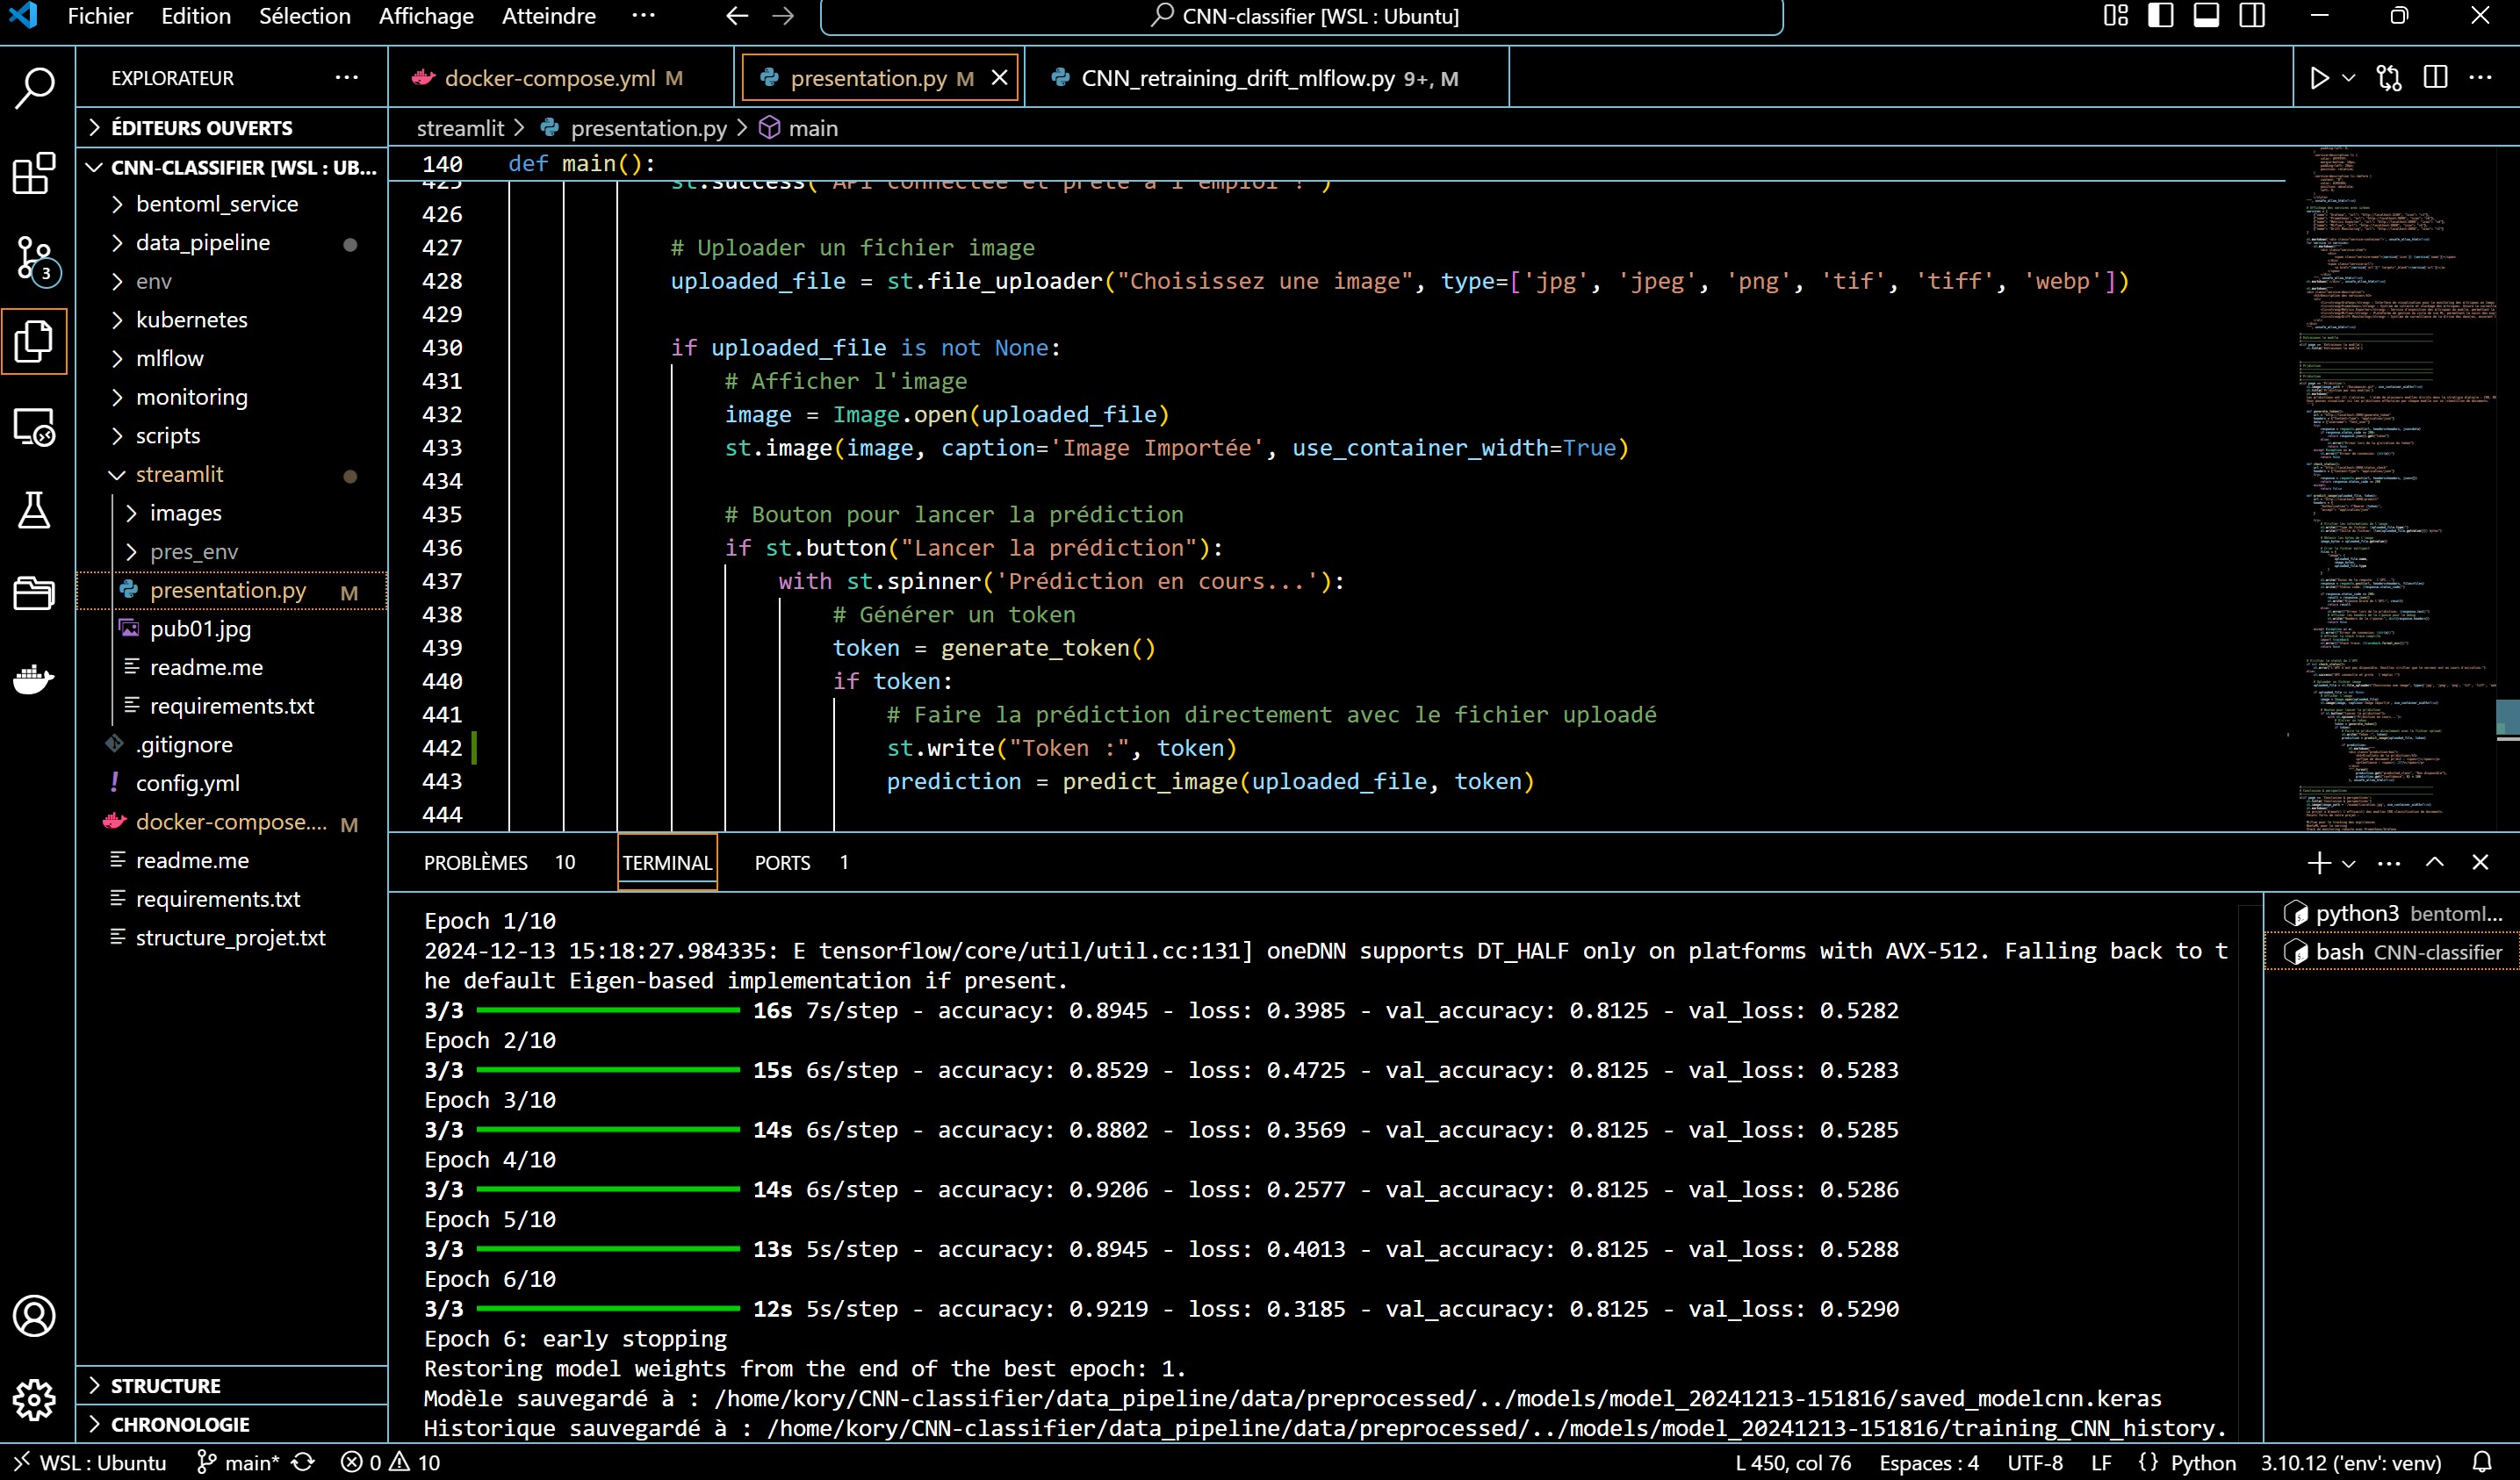 Fichier Edition Sélection Affichage Atteindre ··· CNN-classifier [WSL : Ubuntu]
EXPLORATEUR ···
docker-compose.yml M presentation.py M CNN_retraining_drift_mlflow.py 9+, M
ÉDITEURS OUVERTS
CNN-CLASSIFIER [WSL : UB...
bentoml_service
data_pipeline
env
kubernetes
mlflow
monitoring
scripts
streamlit
images
pres_env
presentation.py M
pub01.jpg
readme.me
requirements.txt
.gitignore
! config.yml
docker-compose.... M
readme.me
requirements.txt
structure_projet.txt
STRUCTURE
CHRONOLOGIE
3
streamlit > presentation.py > main
140 def main():
425 st.success("API connectée et prête à l'emploi !")
426
427 # Uploader un fichier image
428 uploaded_file = st.file_uploader("Choisissez une image", type=['jpg', 'jpeg', 'png', 'tif', 'tiff', 'webp'])
429
430 if uploaded_file is not None:
431 # Afficher l'image
432 image = Image.open(uploaded_file)
433 st.image(image, caption='Image Importée', use_container_width=True)
434
435 # Bouton pour lancer la prédiction
436 if st.button("Lancer la prédiction"):
437 with st.spinner('Prédiction en cours...'):
438 # Générer un token
439 token = generate_token()
440 if token:
441 # Faire la prédiction directement avec le fichier uploadé
442 st.write("Token :", token)
443 prediction = predict_image(uploaded_file, token)
444
PROBLÈMES 10 TERMINAL PORTS 1
Epoch 1/10
2024-12-13 15:18:27.984335: E tensorflow/core/util/util.cc:131] oneDNN supports DT_HALF only on platforms with AVX-512. Falling back to t
he default Eigen-based implementation if present.
3/3 16s 7s/step - accuracy: 0.8945 - loss: 0.3985 - val_accuracy: 0.8125 - val_loss: 0.5282
Epoch 2/10
3/3 15s 6s/step - accuracy: 0.8529 - loss: 0.4725 - val_accuracy: 0.8125 - val_loss: 0.5283
Epoch 3/10
3/3 14s 6s/step - accuracy: 0.8802 - loss: 0.3569 - val_accuracy: 0.8125 - val_loss: 0.5285
Epoch 4/10
3/3 14s 6s/step - accuracy: 0.9206 - loss: 0.2577 - val_accuracy: 0.8125 - val_loss: 0.5286
Epoch 5/10
3/3 13s 5s/step - accuracy: 0.8945 - loss: 0.4013 - val_accuracy: 0.8125 - val_loss: 0.5288
Epoch 6/10
3/3 12s 5s/step - accuracy: 0.9219 - loss: 0.3185 - val_accuracy: 0.8125 - val_loss: 0.5290
Epoch 6: early stopping
Restoring model weights from the end of the best epoch: 1.
Modèle sauvegardé à : /home/kory/CNN-classifier/data_pipeline/data/preprocessed/../models/model_20241213-151816/saved_modelcnn.keras
Historique sauvegardé à : /home/kory/CNN-classifier/data_pipeline/data/preprocessed/../models/model_20241213-151816/training_CNN_history.
python3 bentoml...
bash CNN-classifier
WSL : Ubuntu main* 0 10 L 450, col 76 Espaces : 4 UTF-8 LF {} Python 3.10.12 ('env': venv)